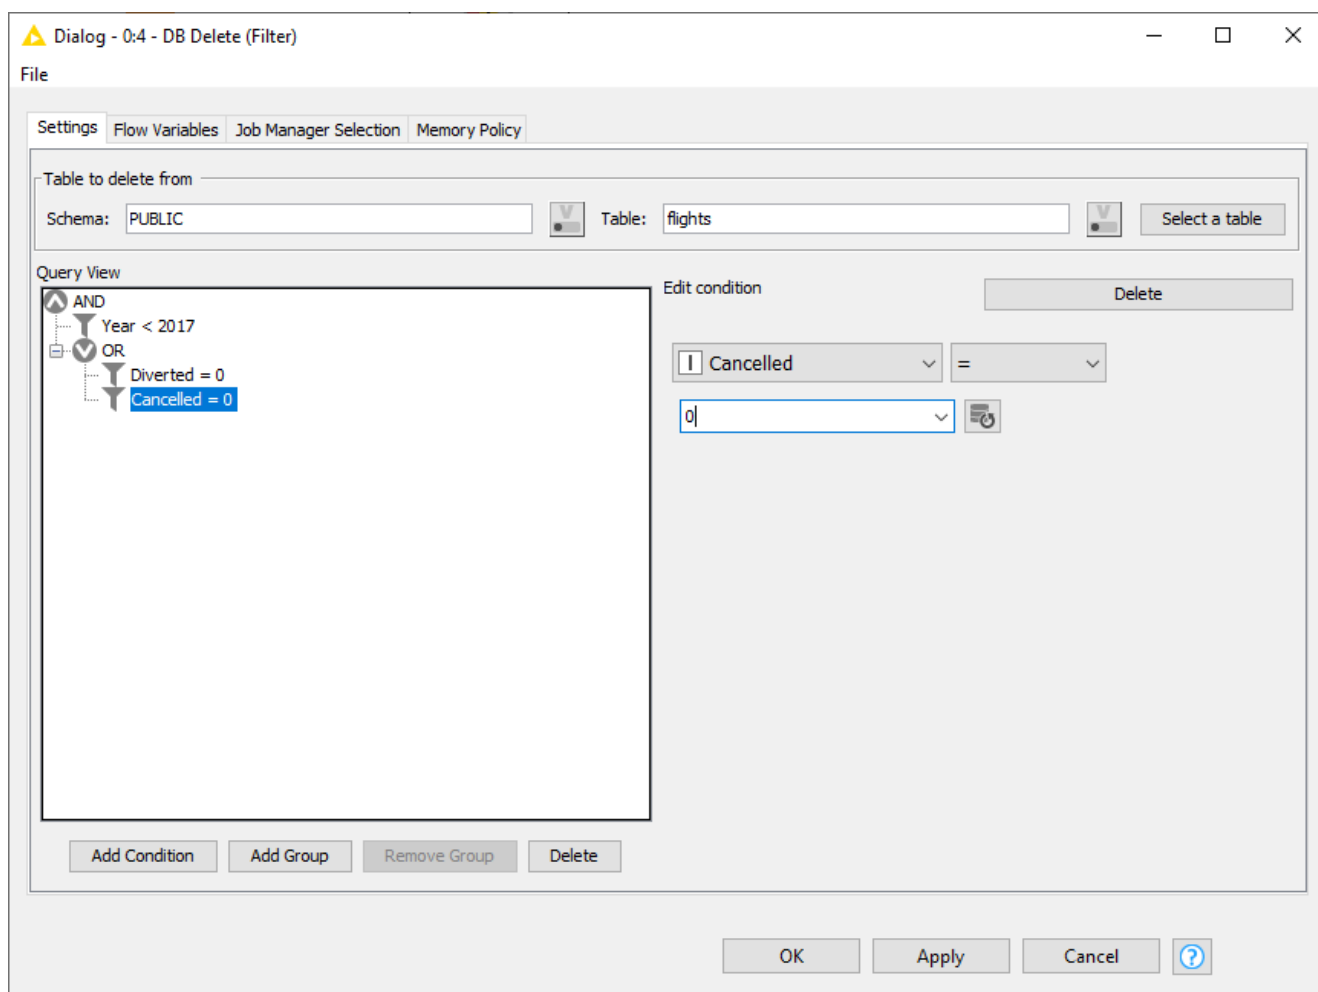 Dialog - 0:4 - DB Delete (Filter)
File
Settings Flow Variables Job Manager Selection Memory Policy
Table to delete from
Schema: PUBLIC V Table: flights V Select a table
Query View
Edit condition Delete
AND
Year < 2017
OR
Diverted = 0
Cancelled = 0
I Cancelled =
0
Add Condition Add Group Remove Group Delete
OK Apply Cancel ?